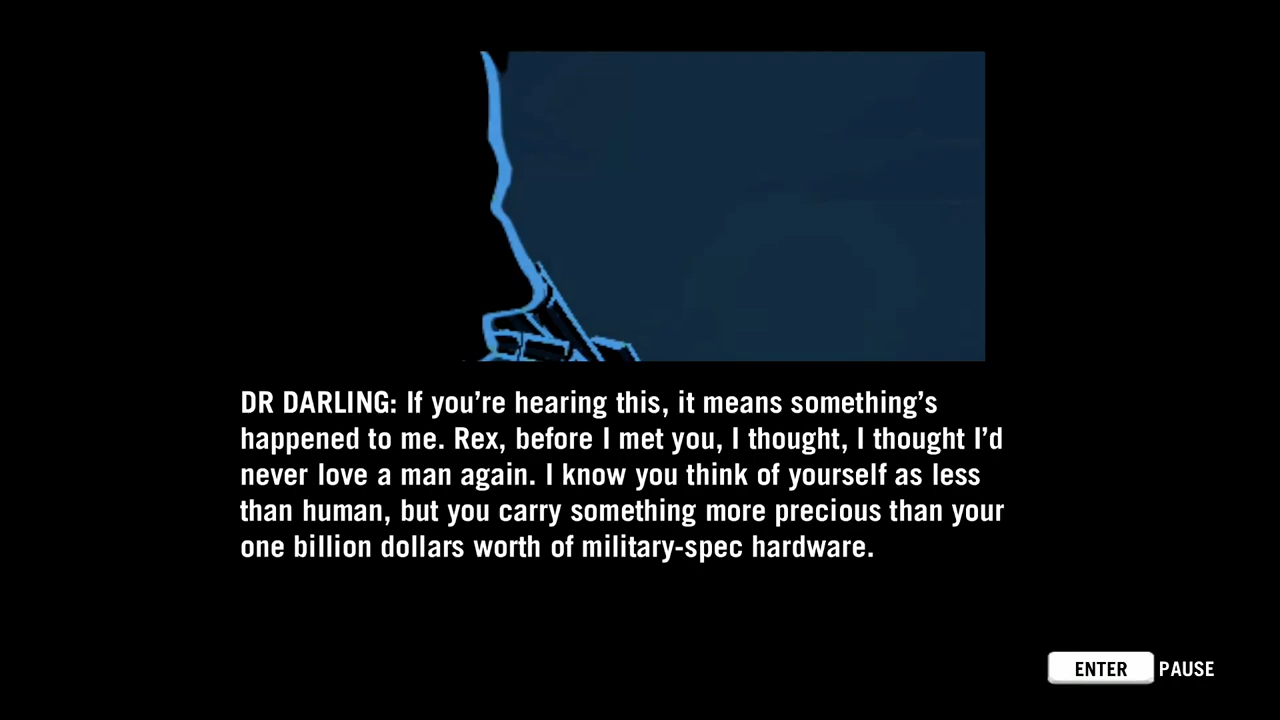 DR DARLING: If you're hearing this, it means something's
happened to me. Rex, before I met you, I thought, I thought I'd
never love a man again. I know you think of yourself as less
than human, but you carry something more precious than your
one billion dollars worth of military-spec hardware.
ENTER PAUSE